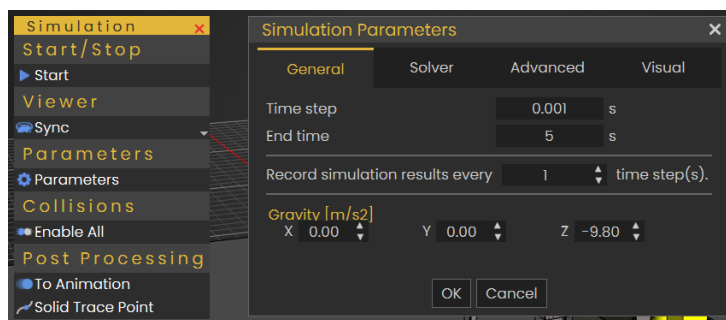 Simulation
Start/Stop
Start
Viewer
Sync
Parameters
Parameters
Collisions
Enable All
Post Processing
To Animation
Solid Trace Point
Simulation Parameters
General Solver Advanced Visual
Time step 0.001 s
End time 5 s
Record simulation results every 1 time step(s).
Gravity [m/s2]
X 0.00 Y 0.00 Z -9.80
OK Cancel